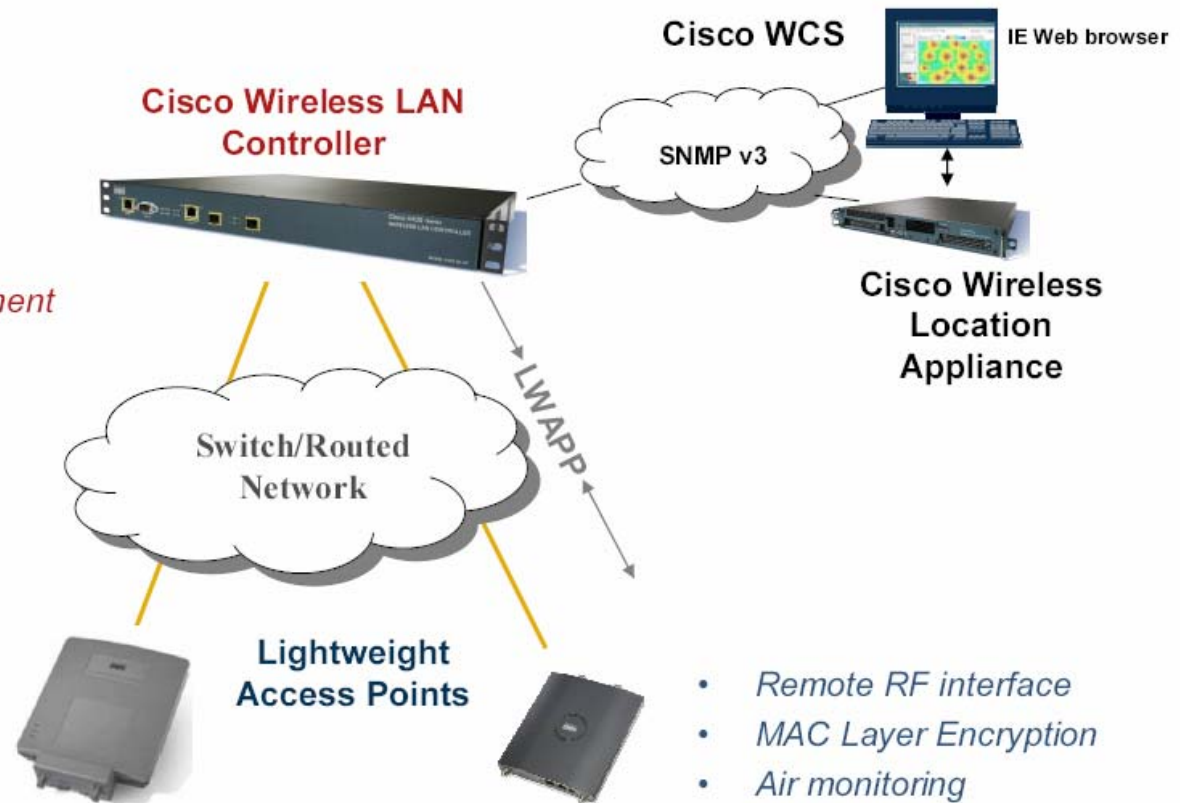 Cisco WCS
IE Web browser
Cisco Wireless LAN
Controller
SNMP v3
Cisco Wireless
Location
Appliance
LWAPP
Switch/Routed
Network
Lightweight
Access Points
• Remote RF interface
• MAC Layer Encryption
• Air monitoring